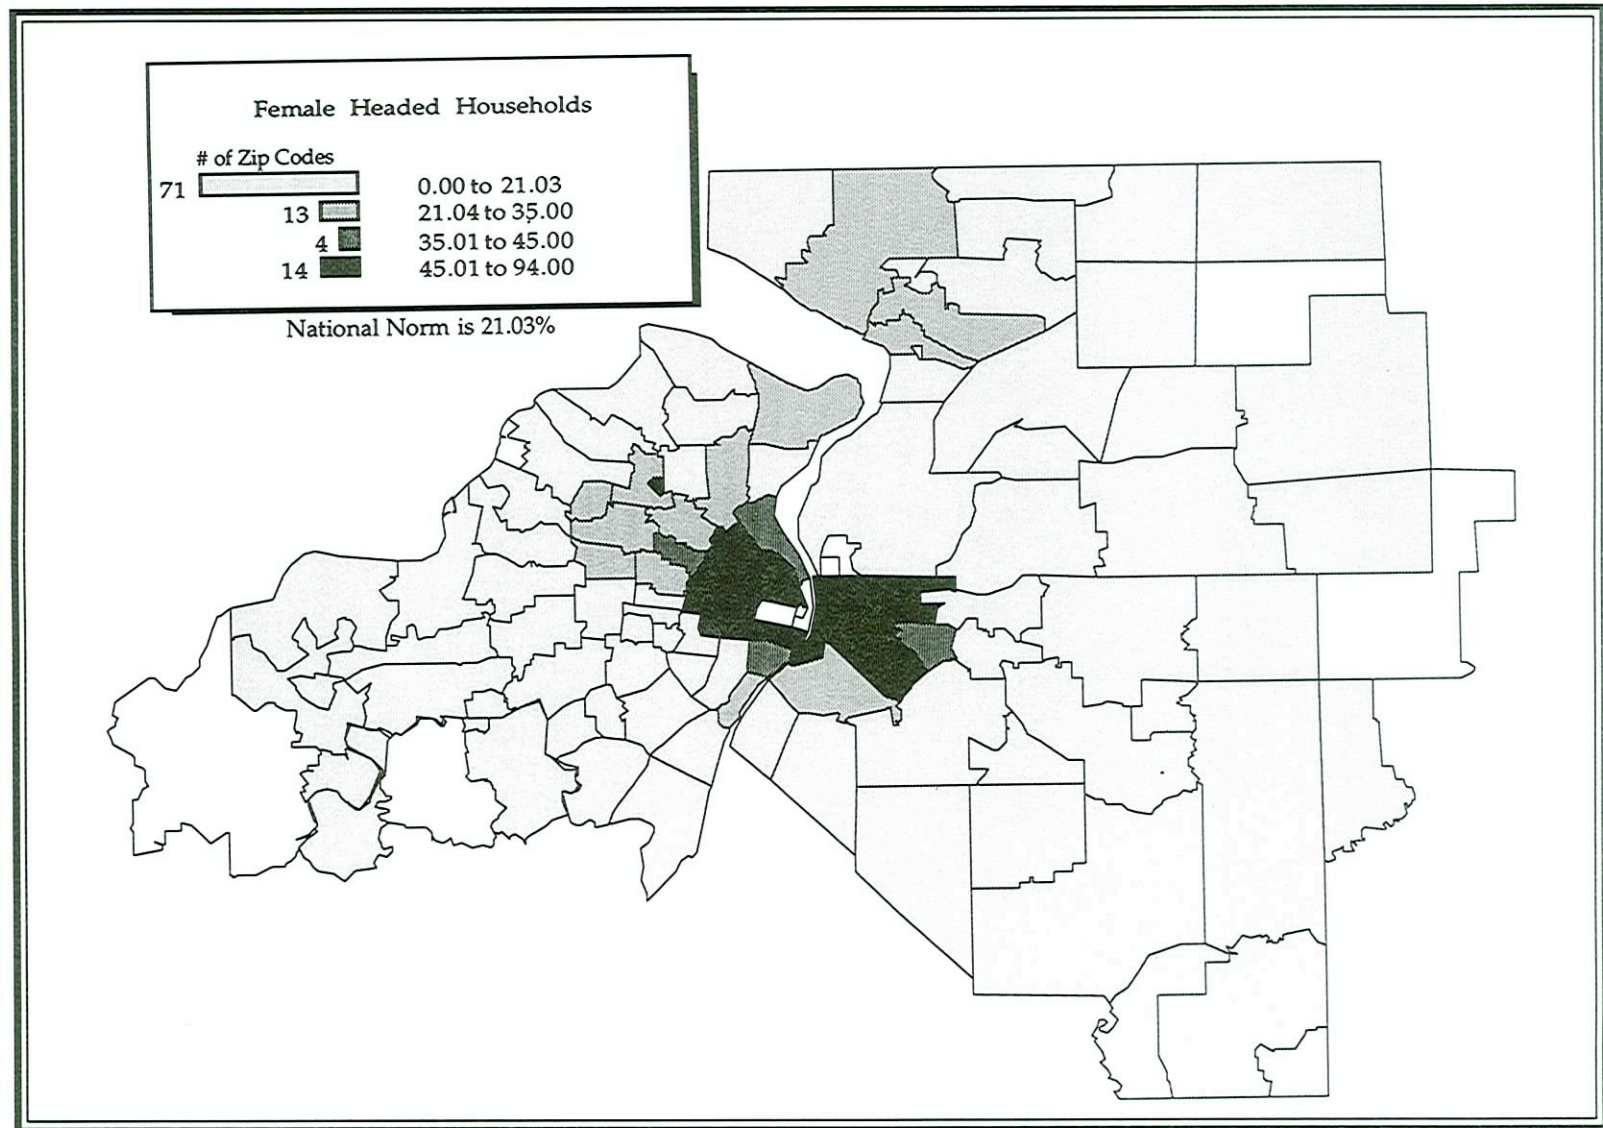 Female Headed Households
# of Zip Codes
71 0.00 to 21.03
13 21.04 to 35.00
4 35.01 to 45.00
14 45.01 to 94.00
National Norm is 21.03%